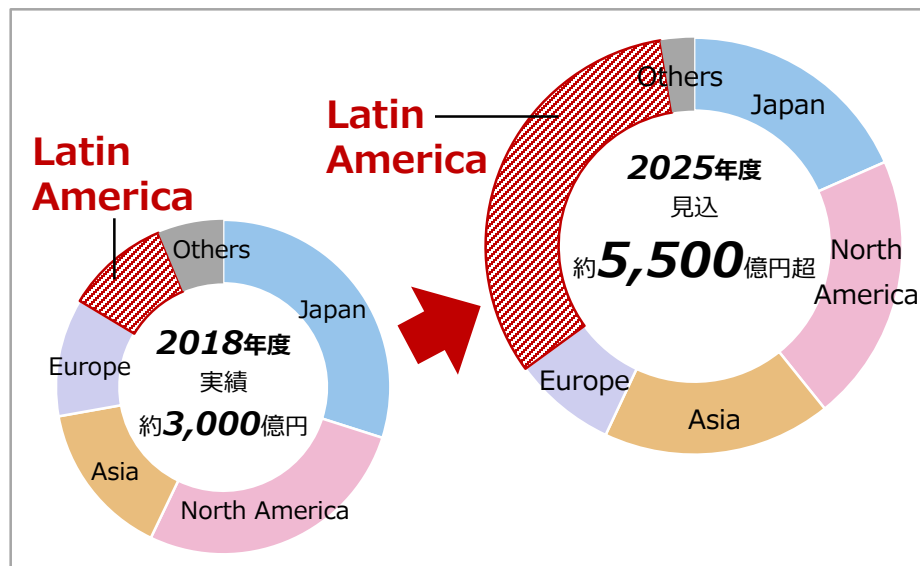 Latin
America
Others
Japan
Europe
2018年度
実績
約3,000億円
Asia
North America
Latin
America
Others
Japan
2025年度
見込
約5,500億円超
North
America
Europe
Asia